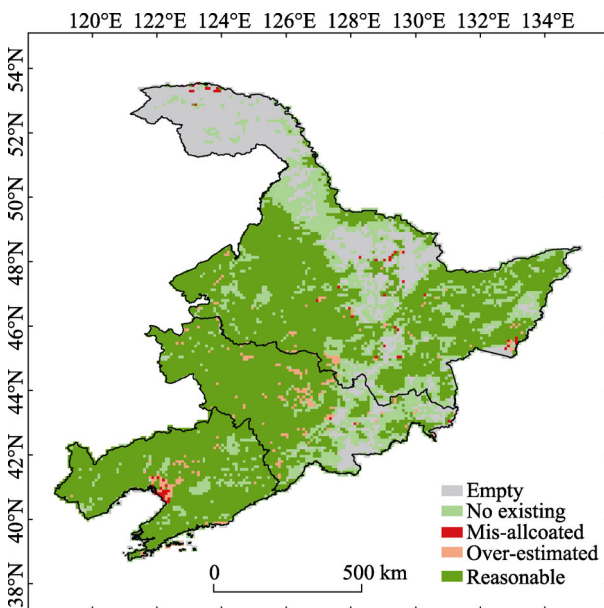 120°E 122°E 124°E 126°E 128°E 130°E 132°E 134°E
54°N
52°N
50°N
48°N
46°N
44°N
42°N
40°N
38°N
Empty
No existing
Mis-allcoated
Over-estimated
Reasonable
0 500 km